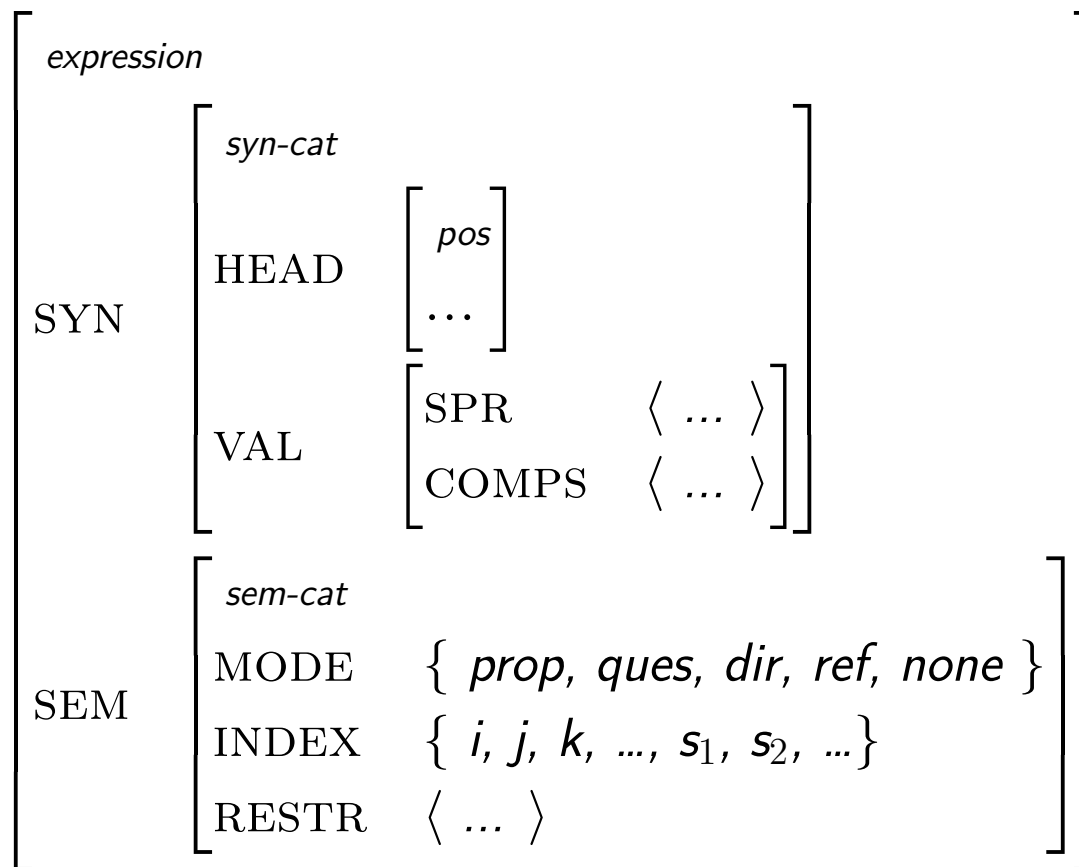 expression
syn-cat
HEAD pos
...
SYN
VAL SPR ⟨ ... ⟩
COMPS ⟨ ... ⟩
sem-cat
MODE { prop, ques, dir, ref, none }
SEM
INDEX { i, j, k, ..., s₁, s₂, ...}
RESTR ⟨ ... ⟩